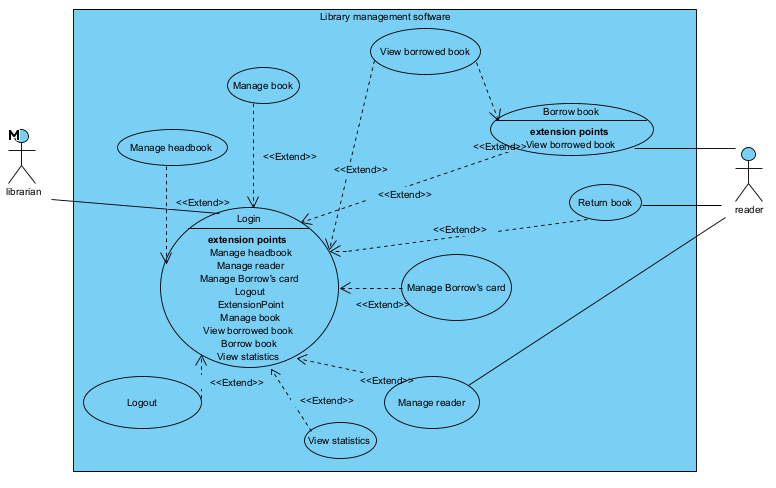 Library management software
View borrowed book
Manage book
Borrow book
extension points
View borrowed book
M
librarian
Manage headbook
<<Extend>>
<<Extend>>
<<Extend>>
<<Extend>>
<<Extend>>
reader
Return book
<<Extend>>
Login
extension points
Manage headbook
Manage reader
Manage Borrow's card
Logout
ExtensionPoint
Manage book
View borrowed book
Borrow book
View statistics
Manage Borrow's card
<<Extend>>
Logout
<<Extend>>
<<Extend>>
<<Extend>>
Manage reader
View statistics